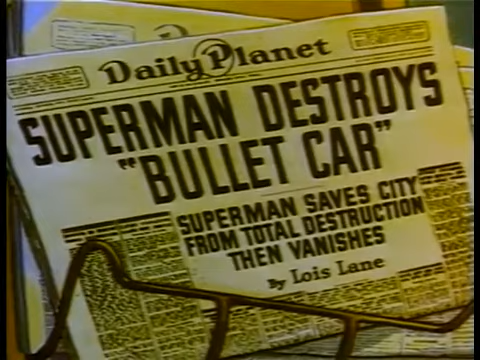 Daily Planet
SUPERMAN DESTROYS
"BULLET CAR"
SUPERMAN SAVES CITY
FROM TOTAL DESTRUCTION
THEN VANISHES
By Lois Lane